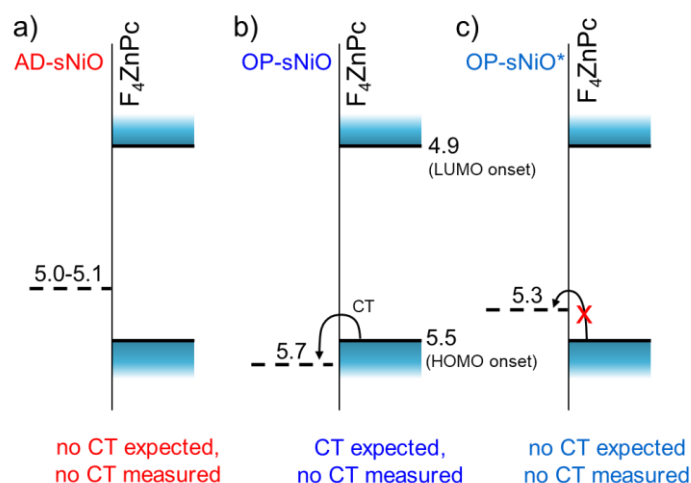 a)
AD-sNiO
F₄ZnPc
5.0-5.1
no CT expected,
no CT measured
b)
OP-sNiO
F₄ZnPc
4.9
(LUMO onset)
CT
5.7
5.5
(HOMO onset)
CT expected,
no CT measured
c)
OP-sNiO*
F₄ZnPc
5.3
X
no CT expected
no CT measured